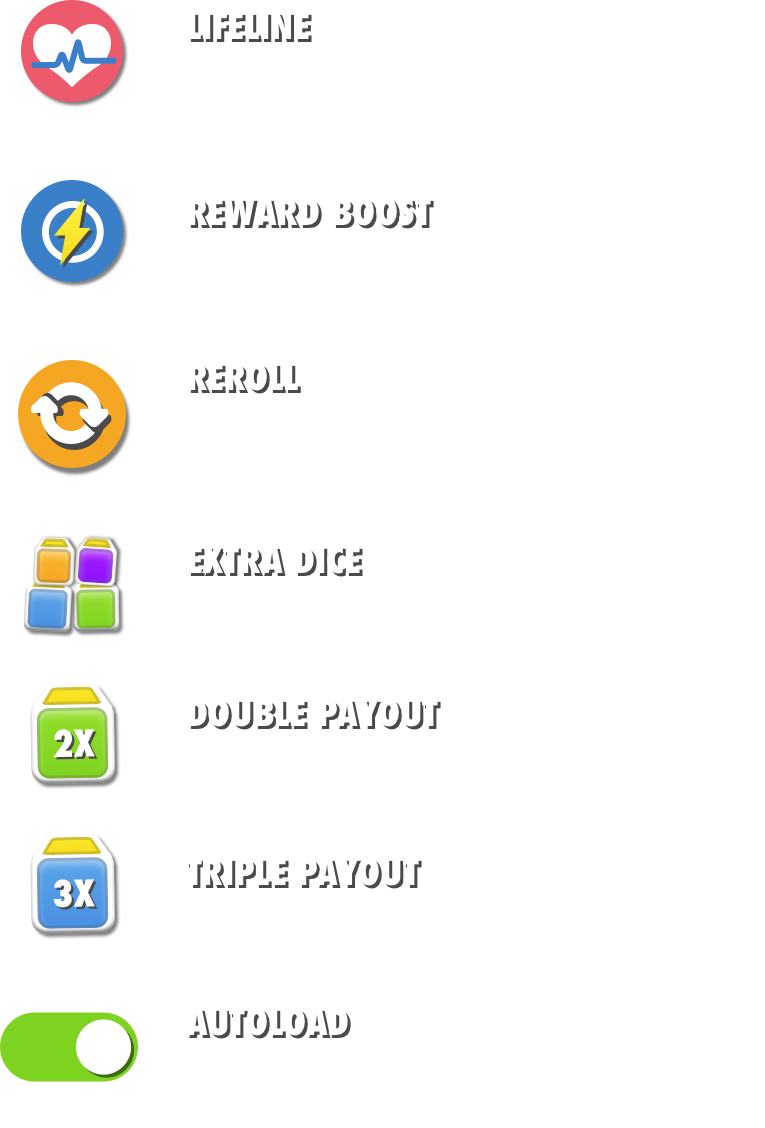 LIFELINE
REWARD BOOST
REROLL
EXTRA DICE
DOUBLE PAYOUT
2X
TRIPLE PAYOUT
3X
AUTOLOAD